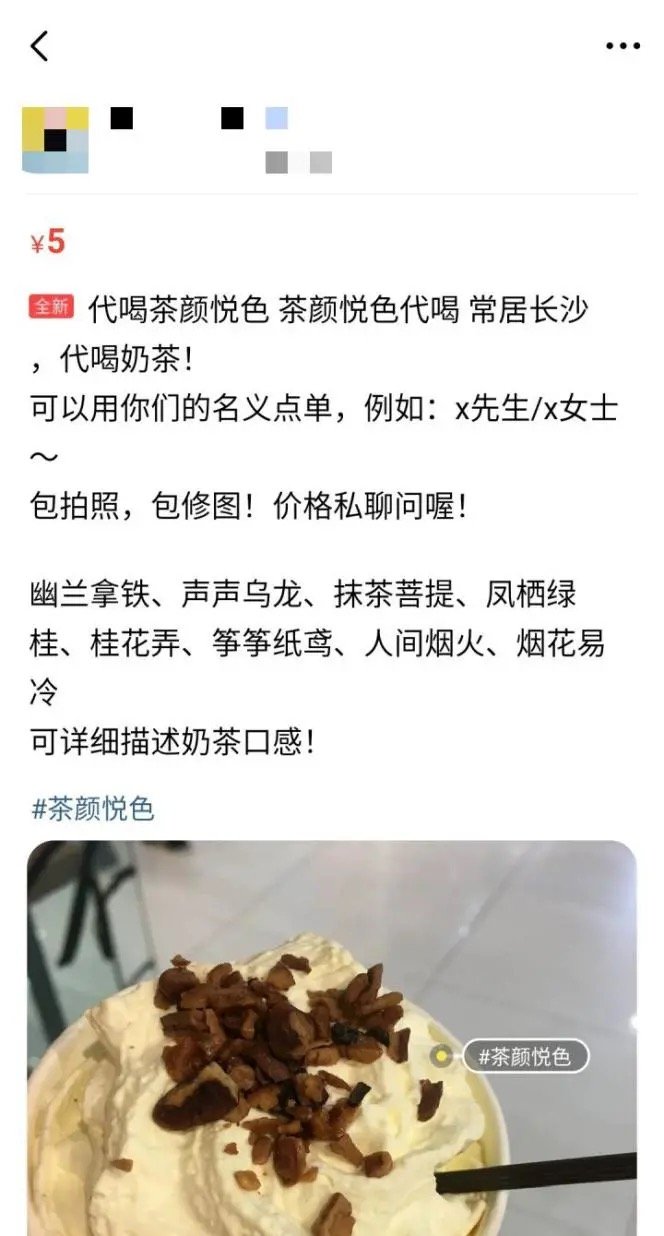 ¥5
全新 代喝茶颜悦色 茶颜悦色代喝 常居长沙
，代喝奶茶！
可以用你们的名义点单，例如：x先生/x女士
～
包拍照，包修图！价格私聊问喔！
幽兰拿铁、声声乌龙、抹茶菩提、凤栖绿
桂、桂花弄、筝筝纸鸢、人间烟火、烟花易
冷
可详细描述奶茶口感！
#茶颜悦色
#茶颜悦色